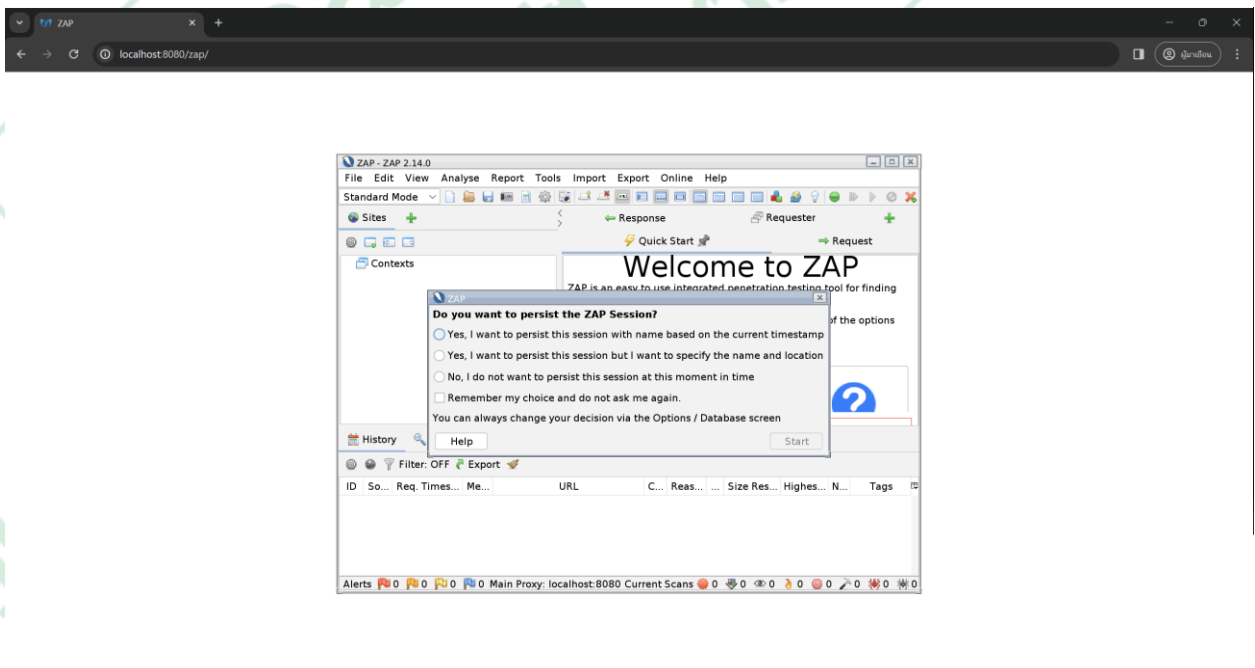 ZAP
localhost:8080/zap/
ผู้มาเยือน
ZAP - ZAP 2.14.0
File Edit View Analyse Report Tools Import Export Online Help
Standard Mode
Sites
Response
Requester
Quick Start
Request
Contexts
Welcome to ZAP
ZAP is an easy to use integrated penetration testing tool for finding
of the options
ZAP
Do you want to persist the ZAP Session?
Yes, I want to persist this session with name based on the current timestamp
Yes, I want to persist this session but I want to specify the name and location
No, I do not want to persist this session at this moment in time
Remember my choice and do not ask me again.
You can always change your decision via the Options / Database screen
Help
Start
History
Filter: OFF Export
ID So... Req. Times... Me... URL C... Reas... ... Size Res... Highes... N... Tags
Alerts 0 0 0 0 Main Proxy: localhost:8080 Current Scans 0 0 0 0 0 0 0 0